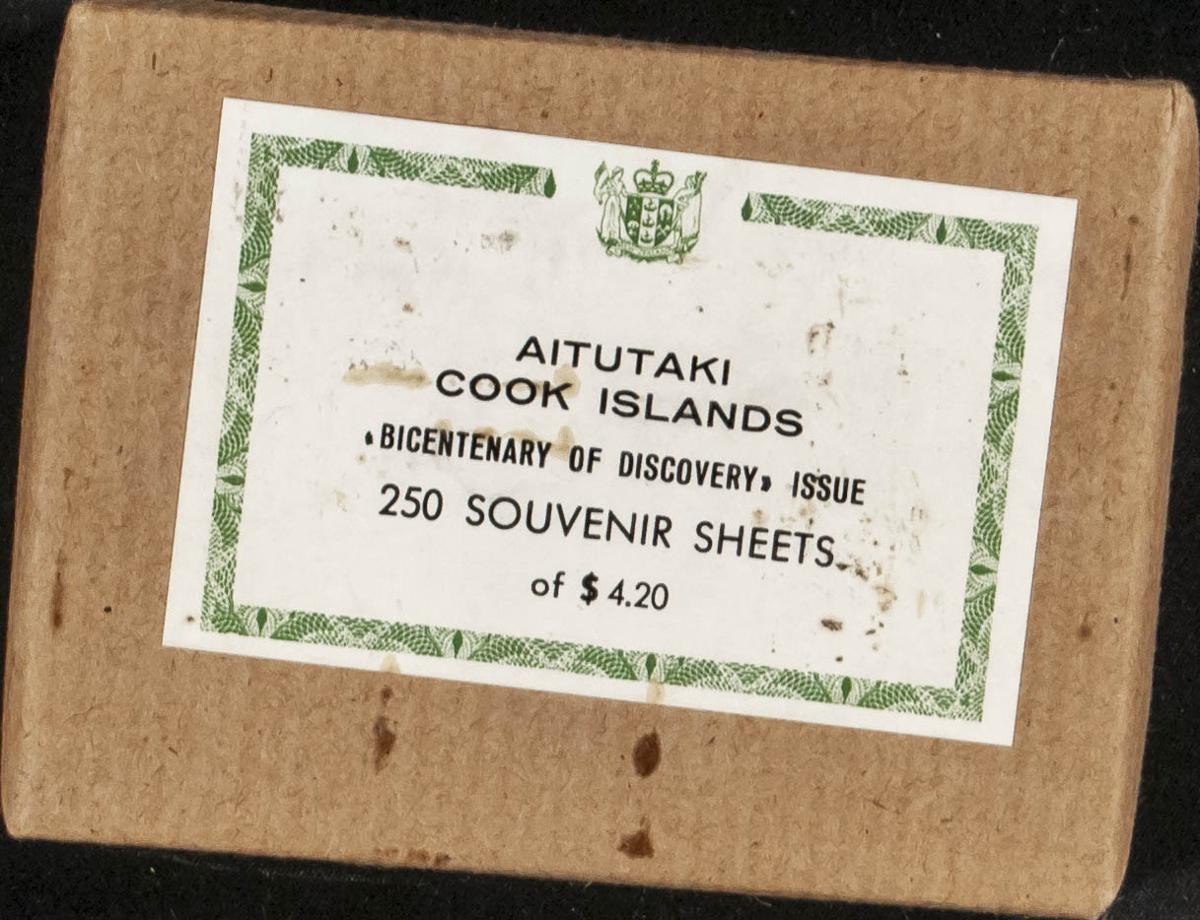 AITUTAKI
COOK ISLANDS
«BICENTENARY OF DISCOVERY» ISSUE
250 SOUVENIR SHEETS
of $ 4.20